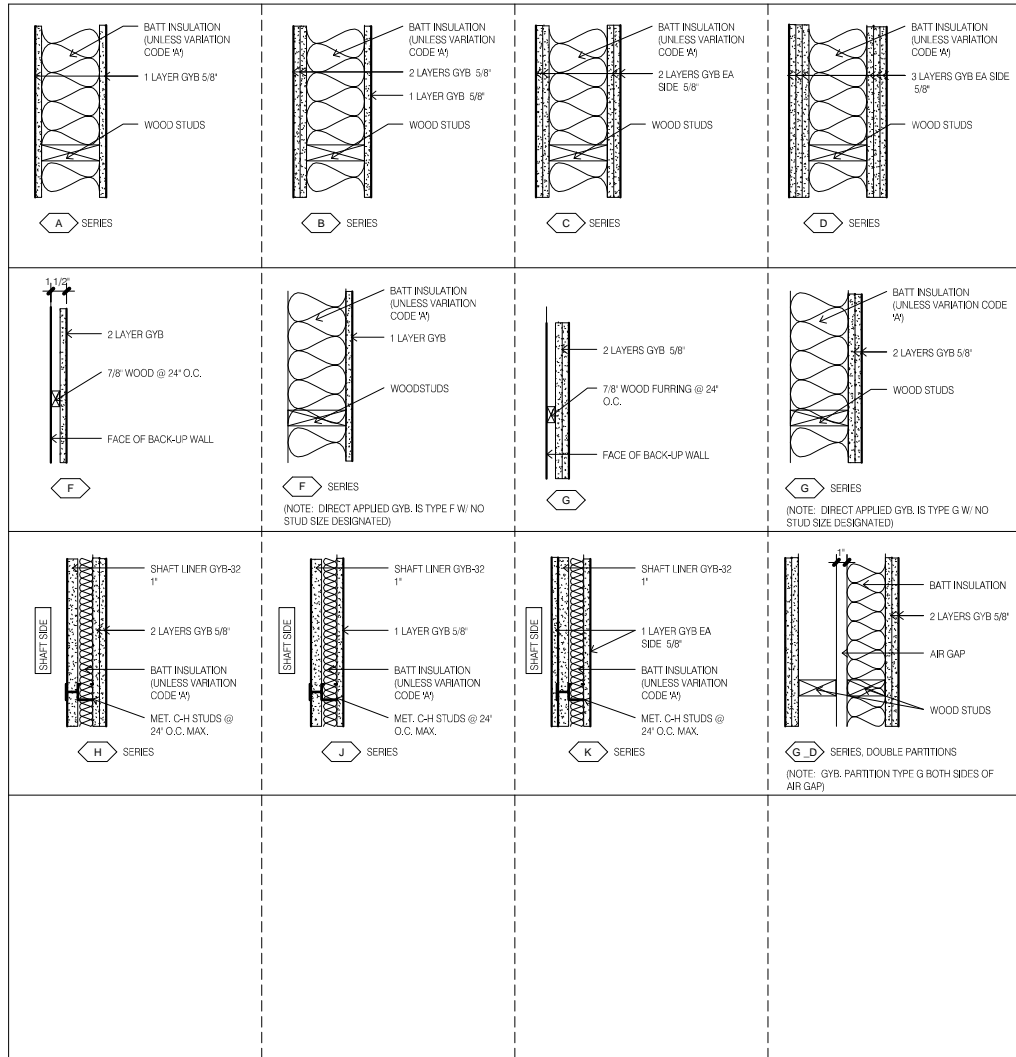 BATT INSULATION
(UNLESS VARIATION
CODE 'A')
1 LAYER GYB 5/8"
WOOD STUDS
A SERIES
BATT INSULATION
(UNLESS VARIATION
CODE 'A')
2 LAYERS GYB 5/8"
1 LAYER GYB 5/8"
WOOD STUDS
B SERIES
BATT INSULATION
(UNLESS VARIATION
CODE 'A')
2 LAYERS GYB EA
SIDE 5/8"
WOOD STUDS
C SERIES
BATT INSULATION
(UNLESS VARIATION
CODE 'A')
3 LAYERS GYB EA SIDE
5/8"
WOOD STUDS
D SERIES
1 1/2"
2 LAYER GYB
7/8" WOOD @ 24" O.C.
FACE OF BACK-UP WALL
F
BATT INSULATION
(UNLESS VARIATION
CODE 'A')
1 LAYER GYB
WOODSTUDS
F SERIES
(NOTE: DIRECT APPLIED GYB. IS TYPE F W/ NO
STUD SIZE DESIGNATED)
2 LAYERS GYB 5/8"
7/8" WOOD FURRING @ 24"
O.C.
FACE OF BACK-UP WALL
G
BATT INSULATION
(UNLESS VARIATION CODE
'A')
2 LAYERS GYB 5/8"
WOOD STUDS
G SERIES
(NOTE: DIRECT APPLIED GYB. IS TYPE G W/ NO
STUD SIZE DESIGNATED)
SHAFT SIDE
SHAFT LINER GYB-32
1"
2 LAYERS GYB 5/8"
BATT INSULATION
(UNLESS VARIATION
CODE 'A')
MET. C-H STUDS @
24" O.C. MAX.
H SERIES
SHAFT SIDE
SHAFT LINER GYB-32
1"
1 LAYER GYB 5/8"
BATT INSULATION
(UNLESS VARIATION
CODE 'A')
MET. C-H STUDS @ 24"
O.C. MAX.
J SERIES
SHAFT SIDE
SHAFT LINER GYB-32
1"
1 LAYER GYB EA
SIDE 5/8"
BATT INSULATION
(UNLESS VARIATION
CODE 'A')
MET. C-H STUDS @
24" O.C. MAX.
K SERIES
1"
BATT INSULATION
2 LAYERS GYB 5/8"
AIR GAP
WOOD STUDS
G _D SERIES, DOUBLE PARTITIONS
(NOTE: GYB. PARTITION TYPE G BOTH SIDES OF
AIR GAP)